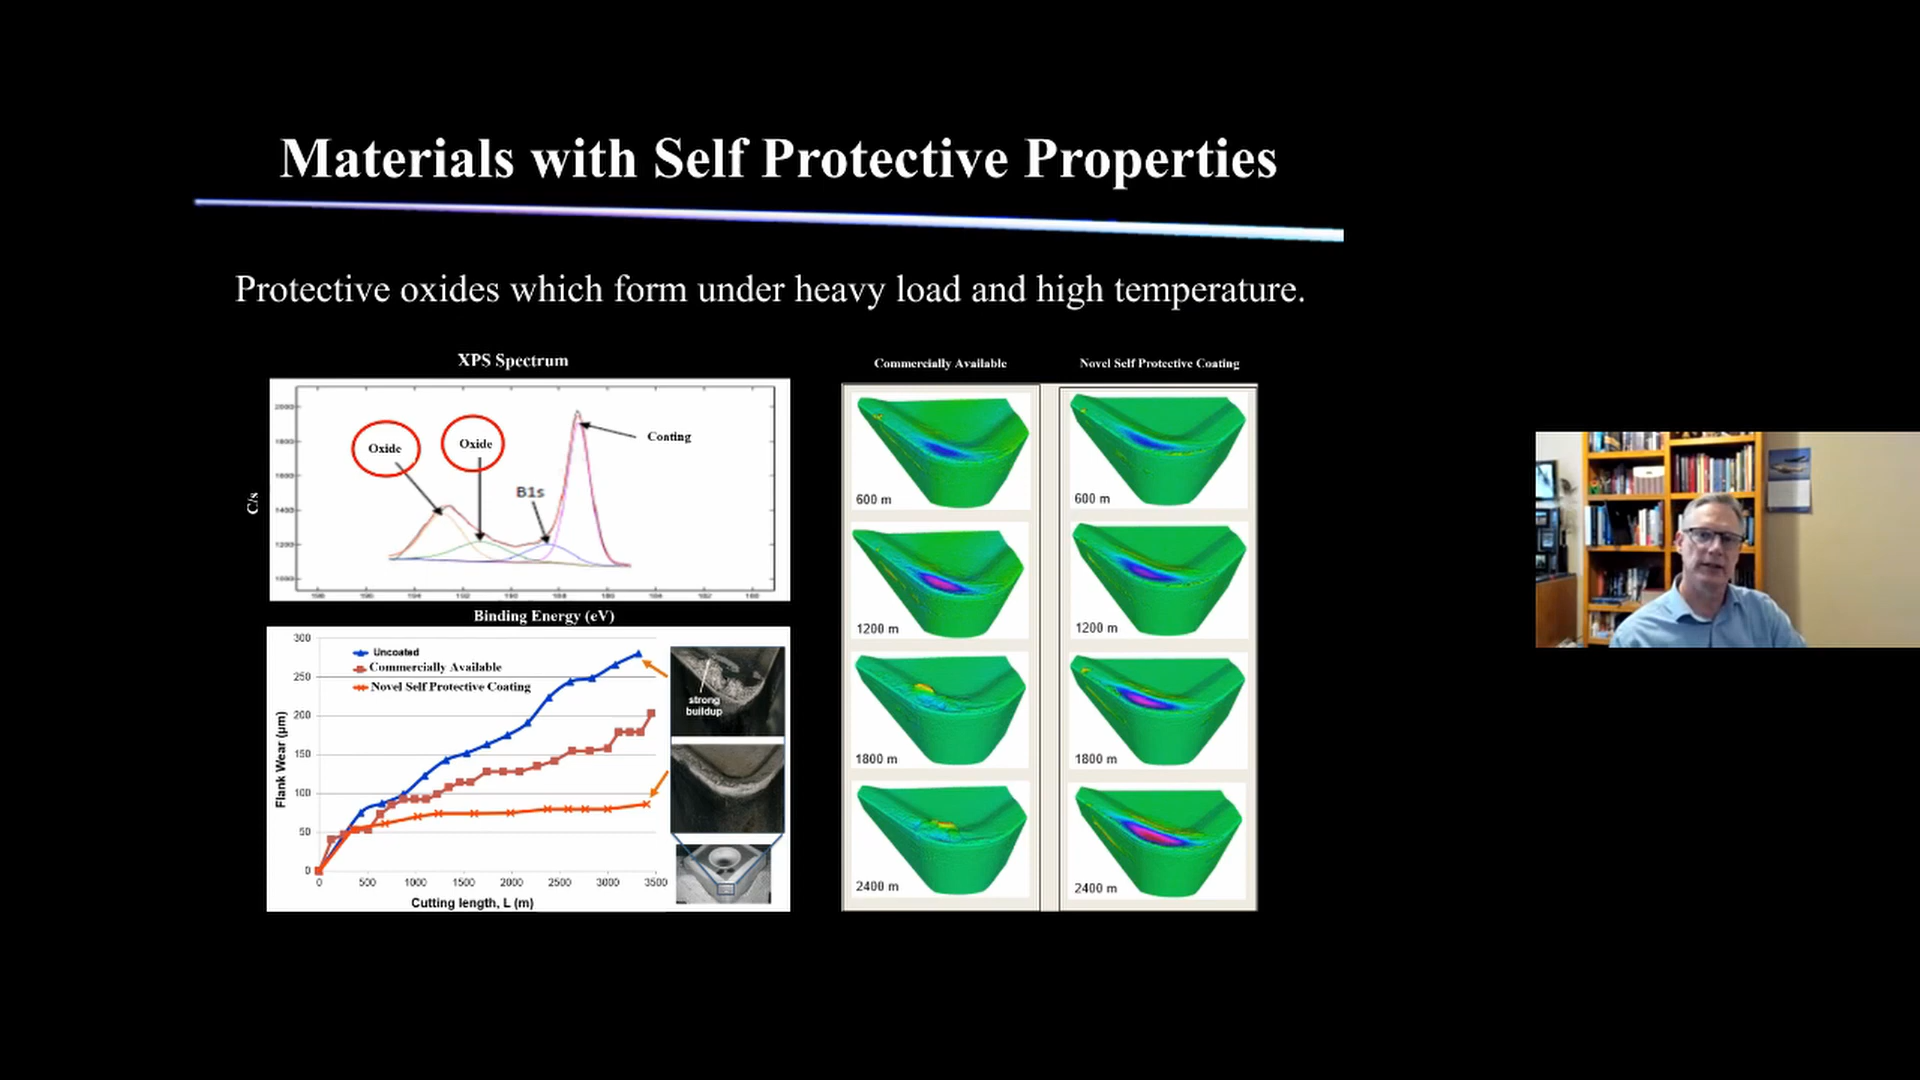 Materials with Self Protective Properties
Protective oxides which form under heavy load and high temperature.
XPS Spectrum
Oxide
Oxide
Coating
B1s
C/s
Binding Energy (eV)
300
250
200
150
100
50
0
Flank Wear (μm)
Uncoated
Commercially Available
Novel Self Protective Coating
strong
buildup
0 500 1000 1500 2000 2500 3000 3500
Cutting length, L (m)
Commercially Available
600 m
1200 m
1800 m
2400 m
Novel Self Protective Coating
600 m
1200 m
1800 m
2400 m